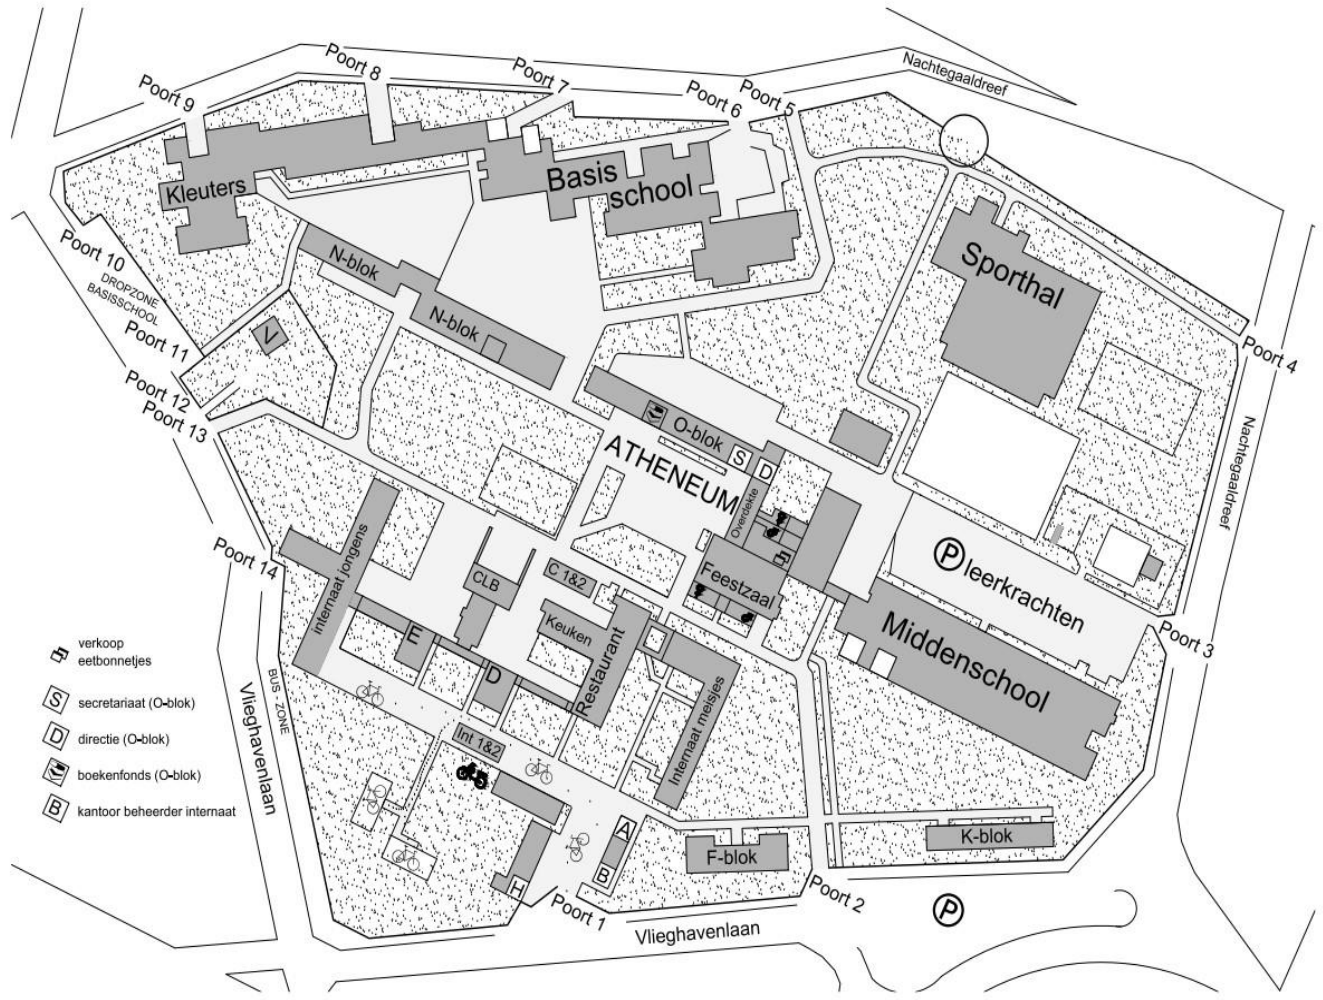 Poort 8
Poort 7
Poort 9
Poort 6
Poort 5
Nachtegaaldreef
Kleuters
Basis
school
Poort 10
DROPZONE
BASISSCHOOL
N-blok
N-blok
Sporthal
V
Poort 11
Poort 12
Poort 13
Poort 4
O-blok
S
D
ATHENEUM
Overdekte
Nachtegaaldreef
Poort 14
internaat jongens
CLB
C 1&2
Feestzaal
P leerkrachten
Keuken
E
D
Restaurant
Internaat meisjes
Middenschool
Poort 3
verkoop
eetbonnetjes
S secretariaat (O-blok)
D directie (O-blok)
boekenfonds (O-blok)
B kantoor beheerder internaat
BUS - ZONE
Vlieghavenlaan
Int 1&2
A
B
H
F-blok
K-blok
Poort 1
Poort 2
P
Vlieghavenlaan